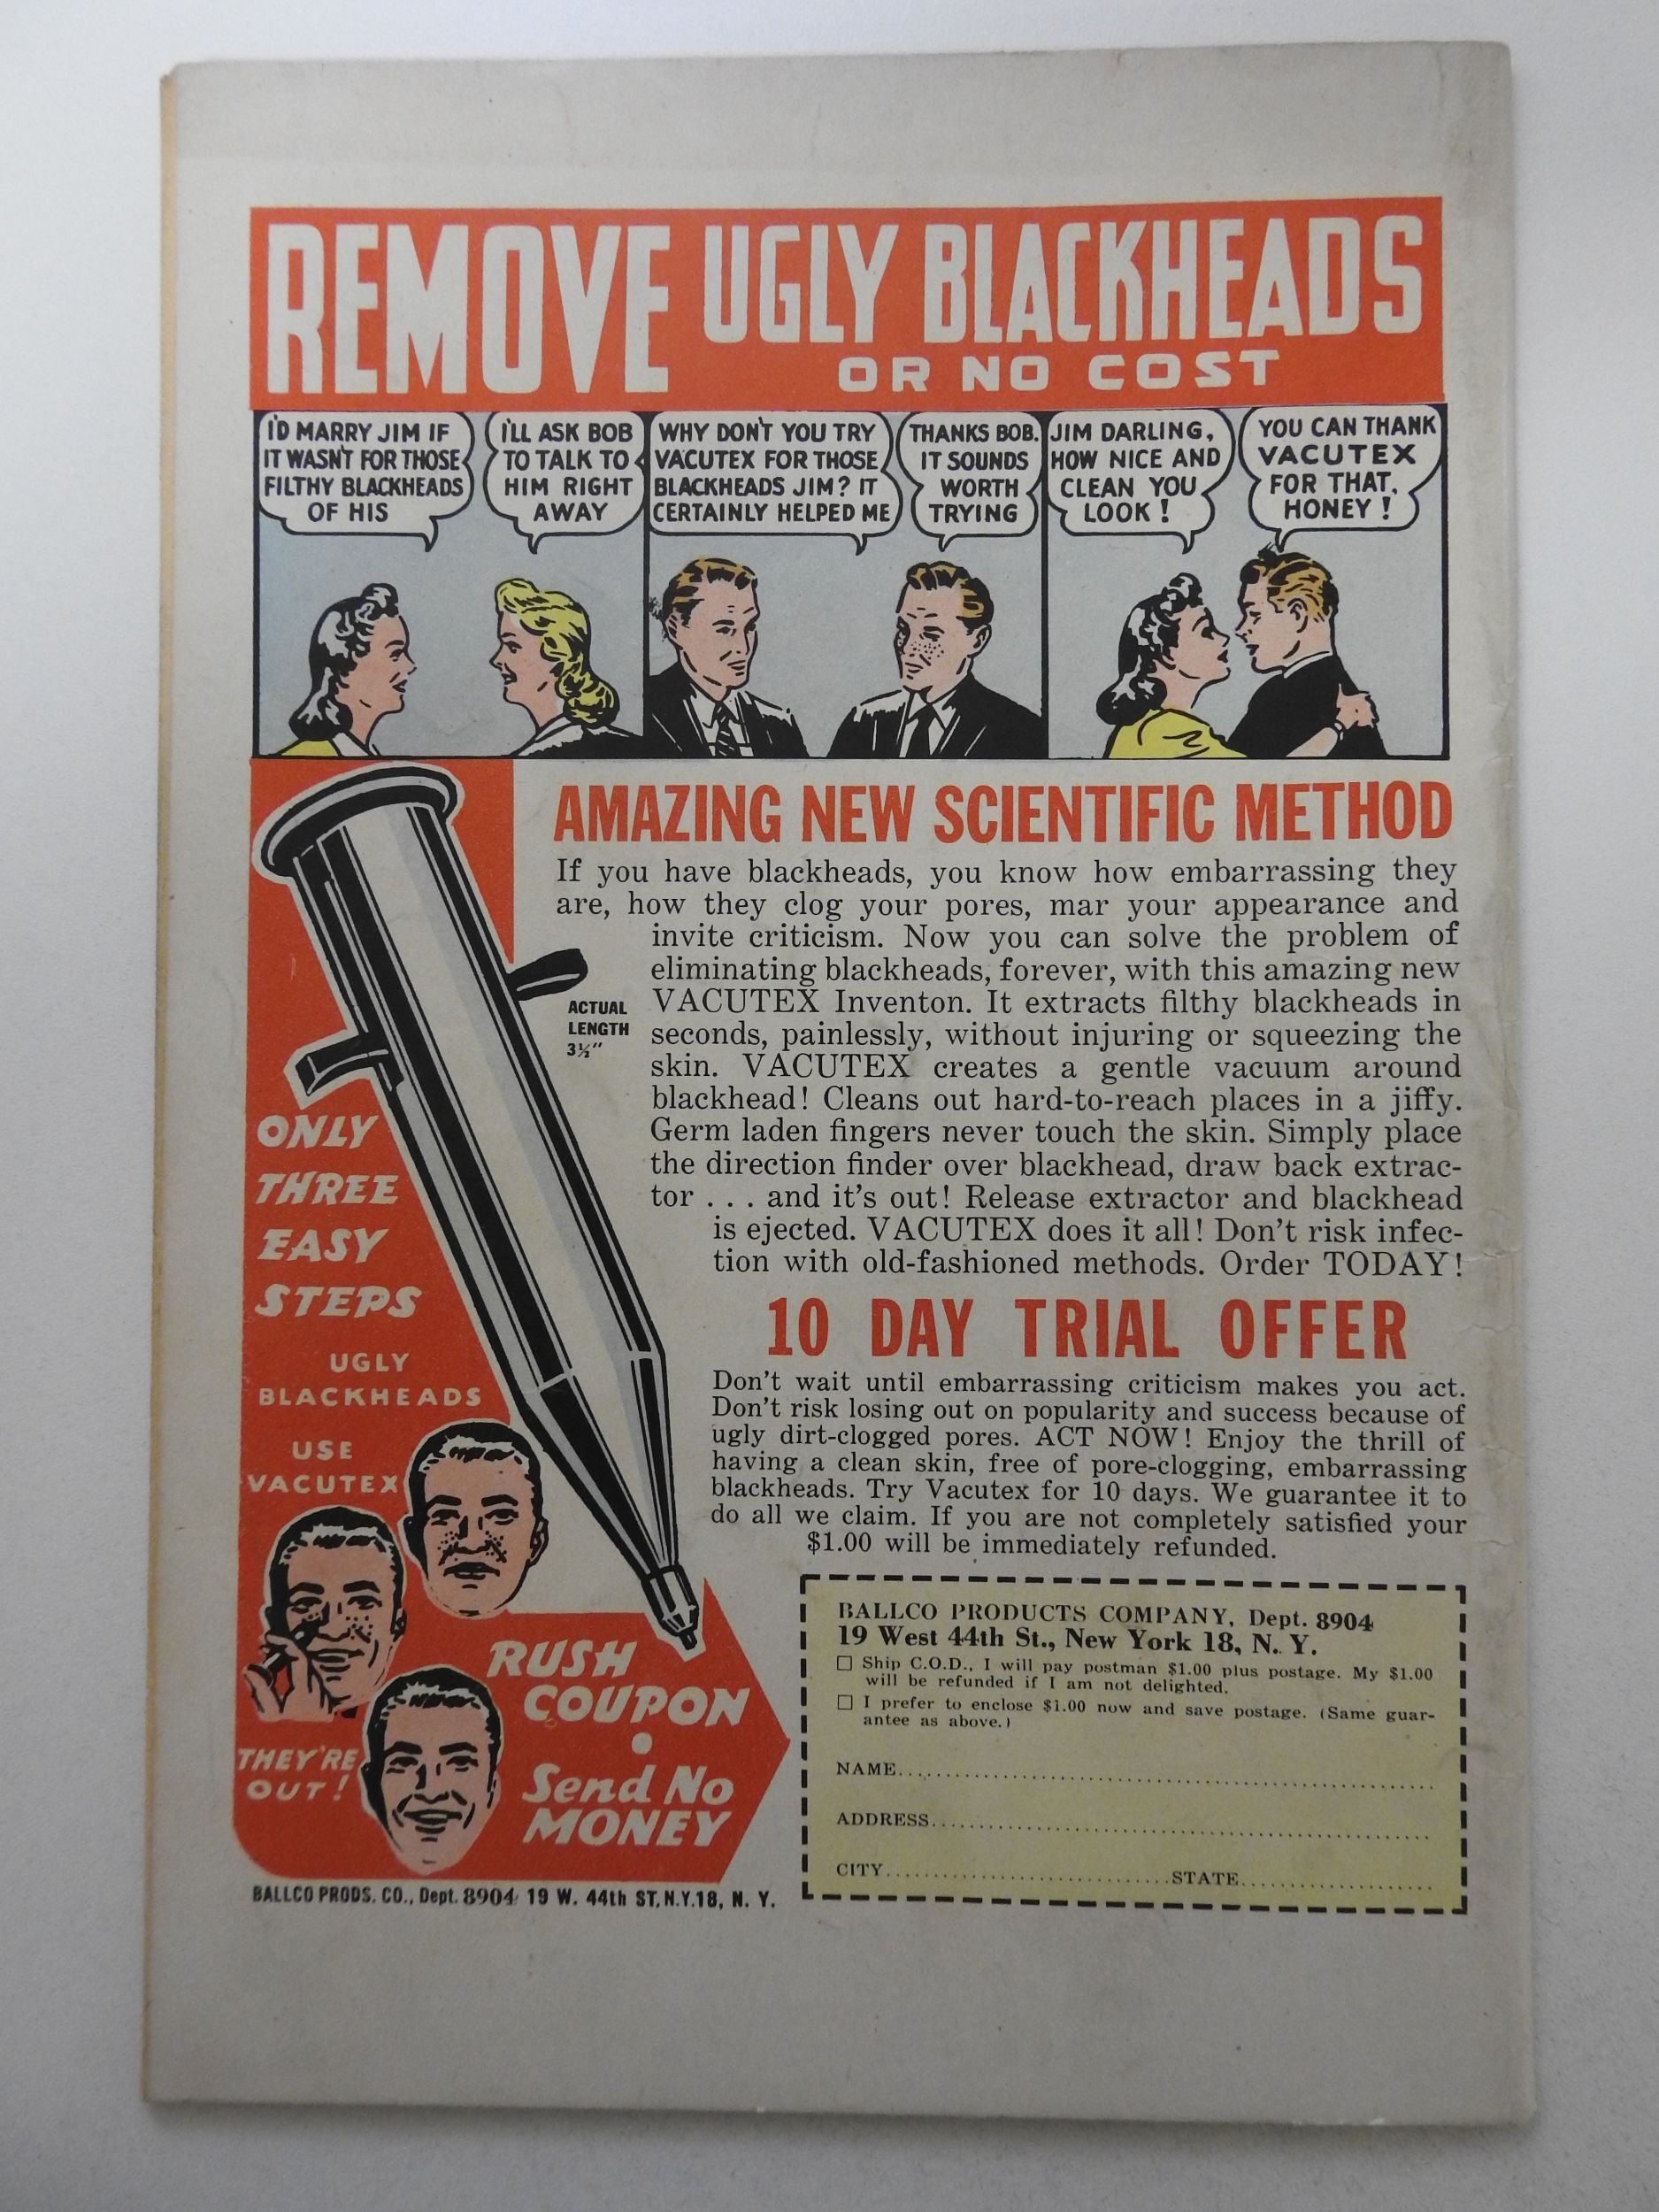 REMOVE UGLY BLACKHEADS
OR NO COST
I'D MARRY JIM IF
IT WASN'T FOR THOSE
FILTHY BLACKHEADS
OF HIS
I'LL ASK BOB
TO TALK TO
HIM RIGHT
AWAY
WHY DON'T YOU TRY
VACUTEX FOR THOSE
BLACKHEADS JIM? IT
CERTAINLY HELPED ME
THANKS BOB.
IT SOUNDS
WORTH
TRYING
JIM DARLING,
HOW NICE AND
CLEAN YOU
LOOK!
YOU CAN THANK
VACUTEX
FOR THAT,
HONEY!
AMAZING NEW SCIENTIFIC METHOD
If you have blackheads, you know how embarrassing they
are, how they clog your pores, mar your appearance and
invite criticism. Now you can solve the problem of
eliminating blackheads, forever, with this amazing new
VACUTEX Inventon. It extracts filthy blackheads in
seconds, painlessly, without injuring or squeezing the
skin. VACUTEX creates a gentle vacuum around
blackhead! Cleans out hard-to-reach places in a jiffy.
Germ laden fingers never touch the skin. Simply place
the direction finder over blackhead, draw back extrac-
tor . . . and it's out! Release extractor and blackhead
is ejected. VACUTEX does it all! Don't risk infec-
tion with old-fashioned methods. Order TODAY!
ACTUAL
LENGTH
3½"
ONLY
THREE
EASY
STEPS
UGLY
BLACKHEADS
USE
VACUTEX
THEY'RE
OUT!
10 DAY TRIAL OFFER
Don't wait until embarrassing criticism makes you act.
Don't risk losing out on popularity and success because of
ugly dirt-clogged pores. ACT NOW! Enjoy the thrill of
having a clean skin, free of pore-clogging, embarrassing
blackheads. Try Vacutex for 10 days. We guarantee it to
do all we claim. If you are not completely satisfied your
$1.00 will be immediately refunded.
RUSH
COUPON
•
Send No
MONEY
BALLCO PRODUCTS COMPANY, Dept. 8904
19 West 44th St., New York 18, N. Y.
☐ Ship C.O.D., I will pay postman $1.00 plus postage. My $1.00
will be refunded if I am not delighted.
☐ I prefer to enclose $1.00 now and save postage. (Same guar-
antee as above.)
NAME
ADDRESS
CITY STATE
BALLCO PRODS. CO., Dept. 8904 19 W. 44th ST, N.Y. 18, N. Y.